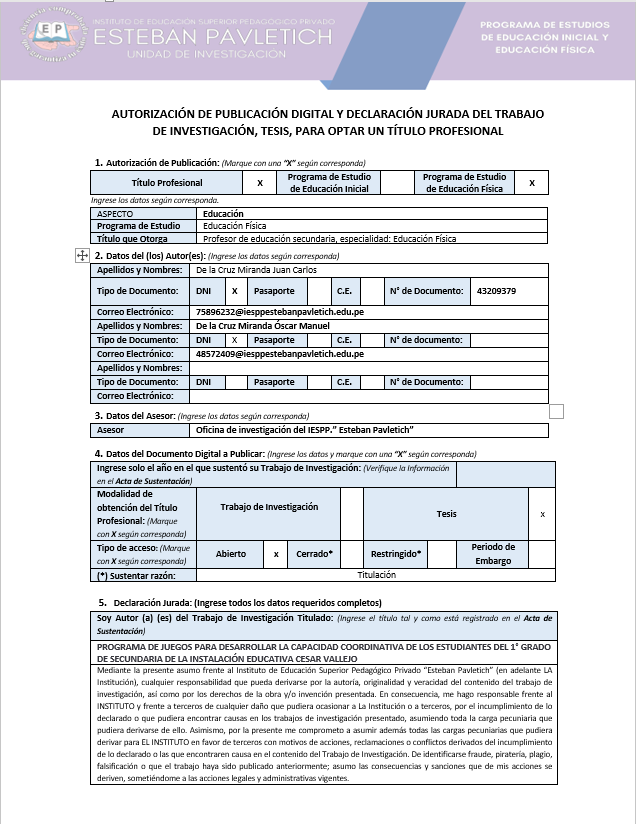 INSTITUTO DE EDUCACIÓN SUPERIOR PEDAGÓGICO PRIVADO
ESTEBAN PAVLETICH
UNIDAD DE INVESTIGACIÓN
PROGRAMA DE ESTUDIOS
DE EDUCACIÓN INICIAL Y
EDUCACIÓN FÍSICA
E P
AUTORIZACIÓN DE PUBLICACIÓN DIGITAL Y DECLARACIÓN JURADA DEL TRABAJO
DE INVESTIGACIÓN, TESIS, PARA OPTAR UN TÍTULO PROFESIONAL
1. Autorización de Publicación: (Marque con una "X" según corresponda)
Título Profesional X Programa de Estudio de Educación Inicial Programa de Estudio de Educación Física X
Ingrese los datos según corresponda.
ASPECTO Educación
Programa de Estudio Educación Física
Título que Otorga Profesor de educación secundaria, especialidad: Educación Física
2. Datos del (los) Autor(es): (Ingrese los datos según corresponda)
Apellidos y Nombres: De la Cruz Miranda Juan Carlos
Tipo de Documento: DNI X Pasaporte C.E. N° de Documento: 43209379
Correo Electrónico: 75896232@iesppestebanpavletich.edu.pe
Apellidos y Nombres: De la Cruz Miranda Óscar Manuel
Tipo de Documento: DNI X Pasaporte C.E. N° de documento:
Correo Electrónico: 48572409@iesppestebanpavletich.edu.pe
Apellidos y Nombres:
Tipo de Documento: DNI Pasaporte C.E. N° de Documento:
Correo Electrónico:
3. Datos del Asesor: (Ingrese los datos según corresponda)
Asesor Oficina de investigación del IESPP." Esteban Pavletich"
4. Datos del Documento Digital a Publicar: (Ingrese los datos y marque con una "X" según corresponda)
Ingrese solo el año en el que sustentó su Trabajo de Investigación: (Verifique la Información
en el Acta de Sustentación)
Modalidad de
obtención del Título
Profesional: (Marque
con X según corresponda)
Trabajo de Investigación Tesis x
Tipo de acceso: (Marque
con X según corresponda)
Abierto x Cerrado* Restringido* Periodo de
Embargo
(*) Sustentar razón: Titulación
5. Declaración Jurada: (Ingrese todos los datos requeridos completos)
Soy Autor (a) (es) del Trabajo de Investigación Titulado: (Ingrese el título tal y como está registrado en el Acta de
Sustentación)
PROGRAMA DE JUEGOS PARA DESARROLLAR LA CAPACIDAD COORDINATIVA DE LOS ESTUDIANTES DEL 1° GRADO
DE SECUNDARIA DE LA INSTALACIÓN EDUCATIVA CESAR VALLEJO
Mediante la presente asumo frente al Instituto de Educación Superior Pedagógico Privado "Esteban Pavletich" (en adelante LA
Institución), cualquier responsabilidad que pueda derivarse por la autoría, originalidad y veracidad del contenido del trabajo de
investigación, así como por los derechos de la obra y/o invención presentada. En consecuencia, me hago responsable frente al
INSTITUTO y frente a terceros de cualquier daño que pudiera ocasionar a La Institución o a terceros, por el incumplimiento de lo
declarado o que pudiera encontrar causas en los trabajos de investigación presentado, asumiendo toda la carga pecuniaria que
pudiera derivarse de ello. Asimismo, por la presente me comprometo a asumir además todas las cargas pecuniarias que pudiera
derivar para EL INSTITUTO en favor de terceros con motivos de acciones, reclamaciones o conflictos derivados del incumplimiento
de lo declarado o las que encontraren causa en el contenido del Trabajo de Investigación. De identificarse fraude, piratería, plagio,
falsificación o que el trabajo haya sido publicado anteriormente; asumo las consecuencias y sanciones que de mis acciones se
deriven, sometiéndome a las acciones legales y administrativas vigentes.